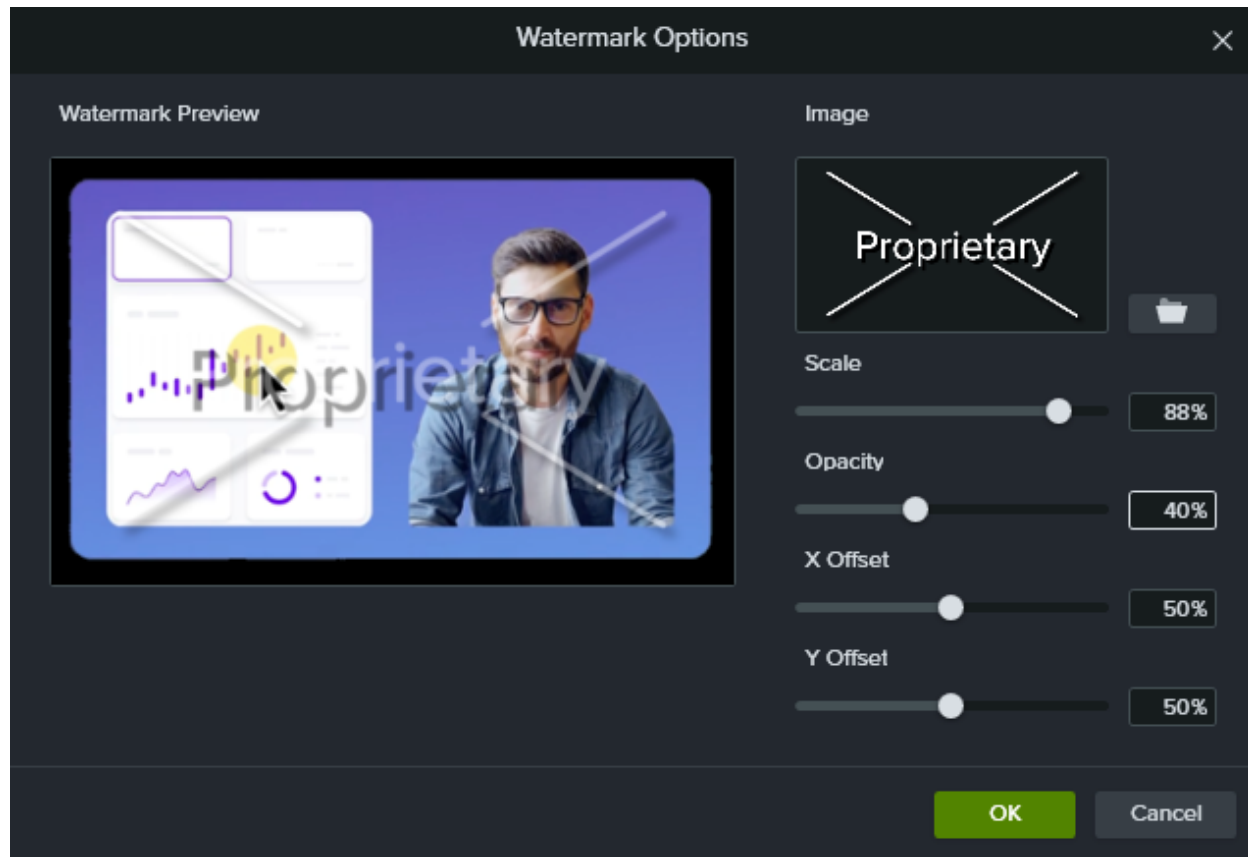 Watermark Options
Watermark Preview
Proprietary
Image
Proprietary
Scale
88%
Opacity
40%
X Offset
50%
Y Offset
50%
OK
Cancel